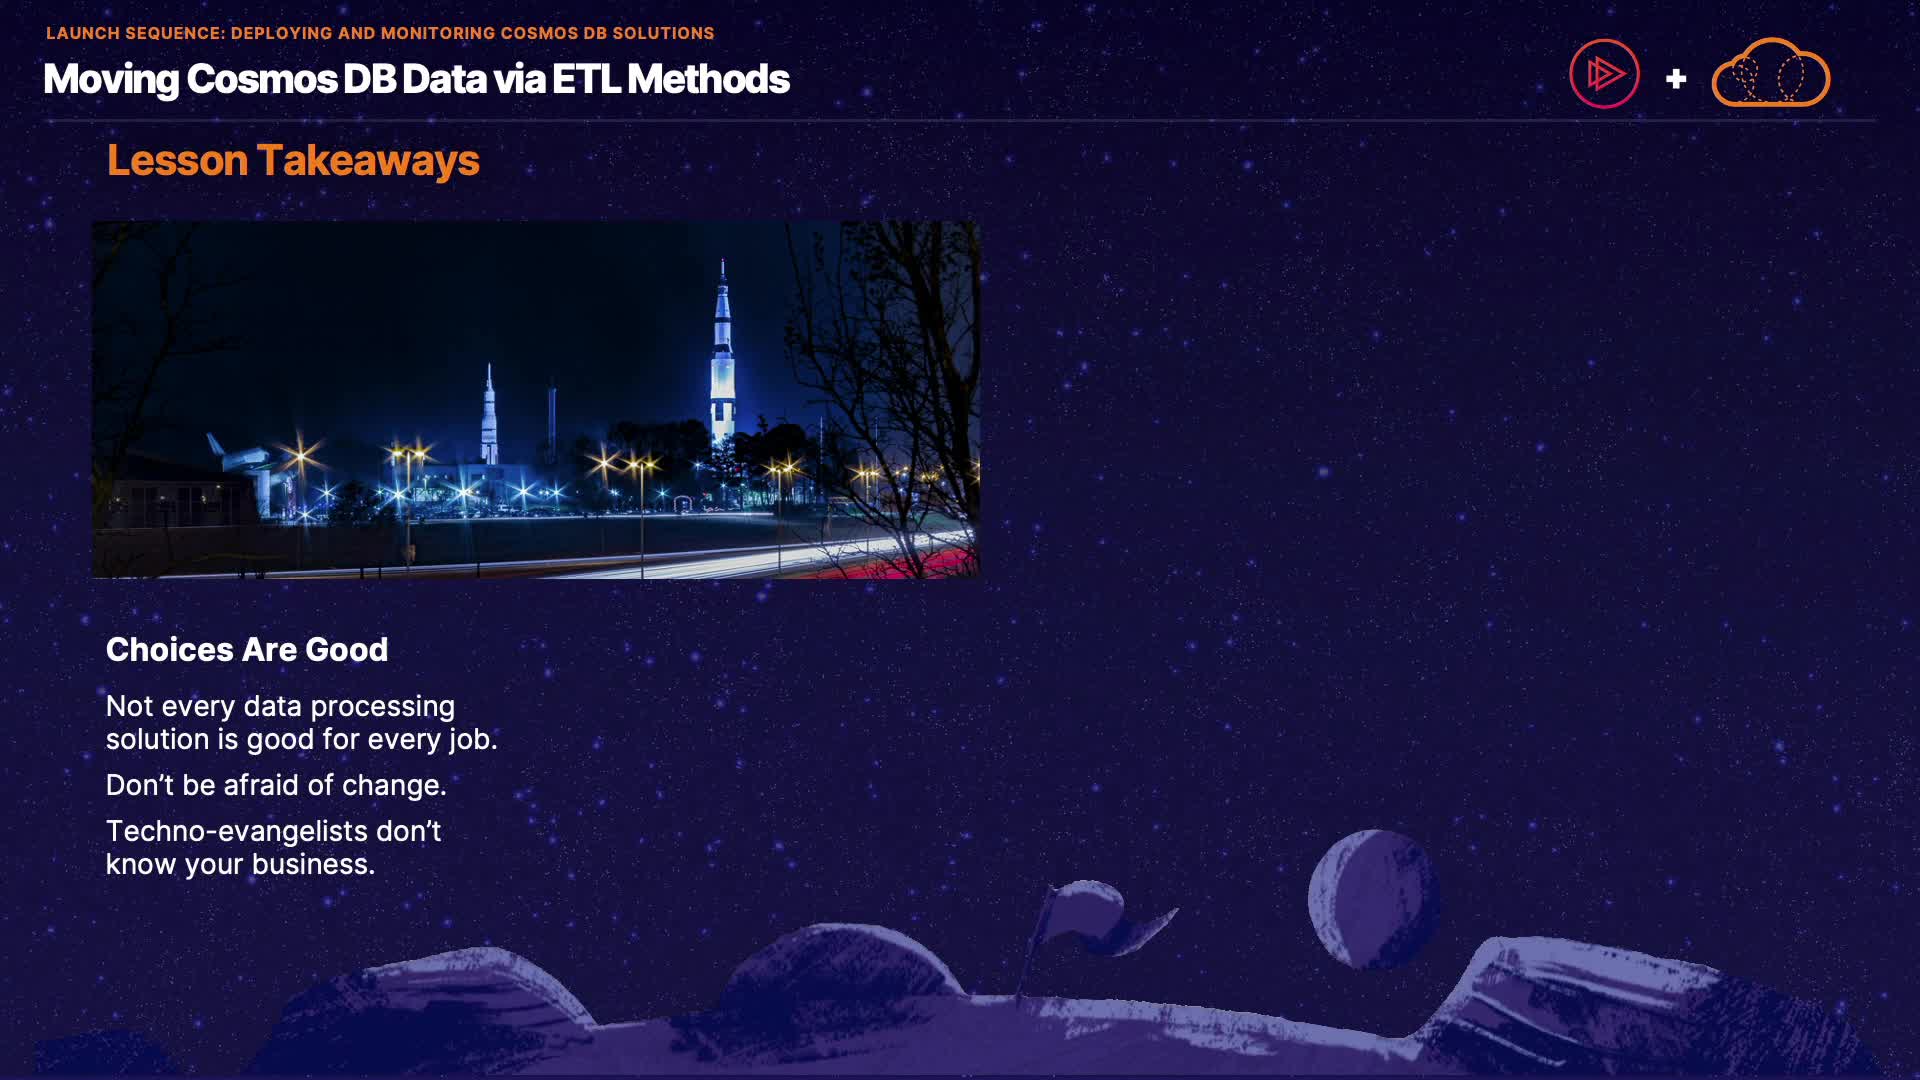 LAUNCH SEQUENCE: DEPLOYING AND MONITORING COSMOS DB SOLUTIONS
Moving Cosmos DB Data via ETL Methods
+
Lesson Takeaways
Choices Are Good
Not every data processing
solution is good for every job.
Don’t be afraid of change.
Techno-evangelists don’t
know your business.